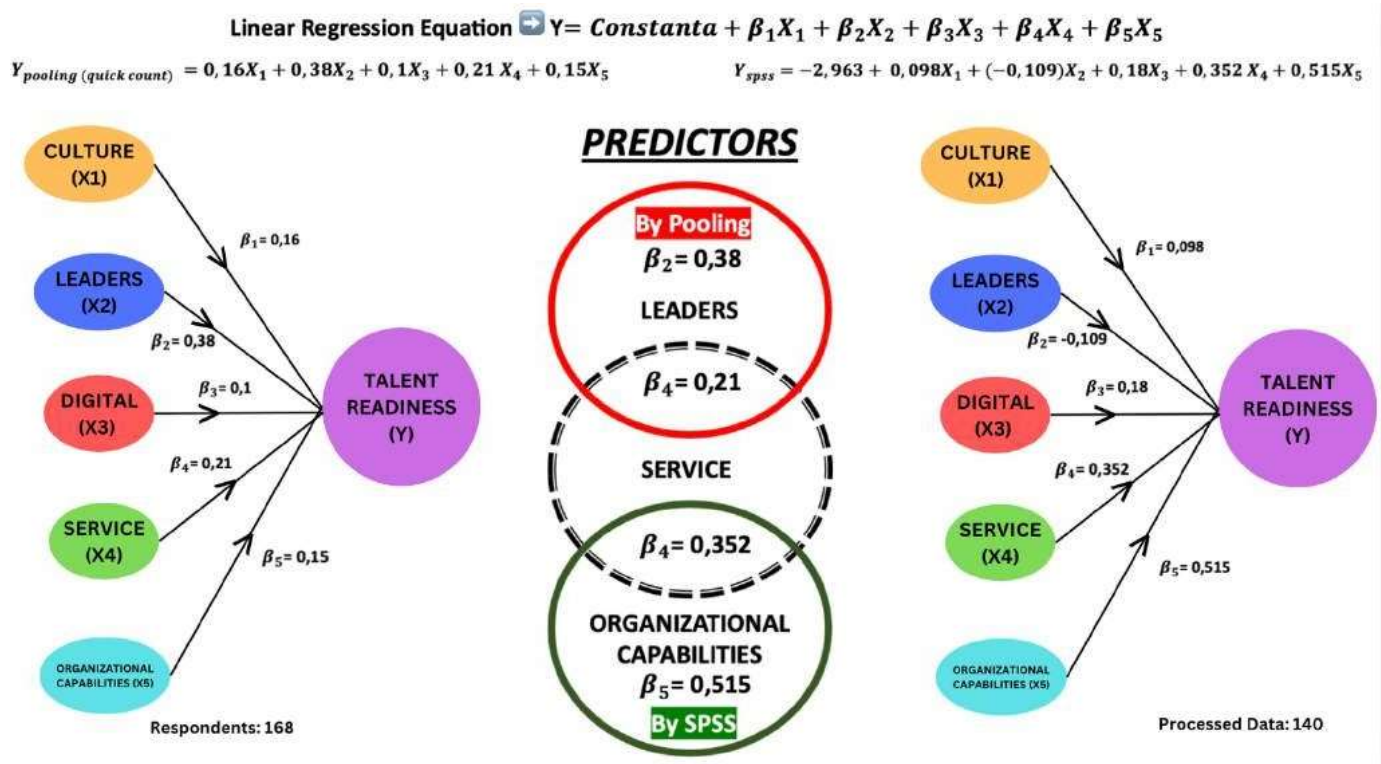 Linear Regression Equation ➡ Y= Constanta + β₁X₁ + β₂X₂ + β₃X₃ + β₄X₄ + β₅X₅
Y pooling (quick count) = 0,16X₁ + 0,38X₂ + 0,1X₃ + 0,21 X₄ + 0,15X₅
Y spss = −2,963 + 0,098X₁ + (−0,109)X₂ + 0,18X₃ + 0,352 X₄ + 0,515X₅
CULTURE
(X1)
β₁= 0,16
LEADERS
(X2)
β₂= 0,38
β₃= 0,1
DIGITAL
(X3)
TALENT
READINESS
(Y)
β₄= 0,21
SERVICE
(X4)
β₅= 0,15
ORGANIZATIONAL
CAPABILITIES (X5)
Respondents: 168
PREDICTORS
By Pooling
β₂= 0,38
LEADERS
β₄= 0,21
SERVICE
β₄= 0,352
ORGANIZATIONAL
CAPABILITIES
β₅= 0,515
By SPSS
CULTURE
(X1)
β₁= 0,098
LEADERS
(X2)
β₂= -0,109
β₃= 0,18
DIGITAL
(X3)
TALENT
READINESS
(Y)
β₄= 0,352
SERVICE
(X4)
β₅= 0,515
ORGANIZATIONAL
CAPABILITIES (X5)
Processed Data: 140